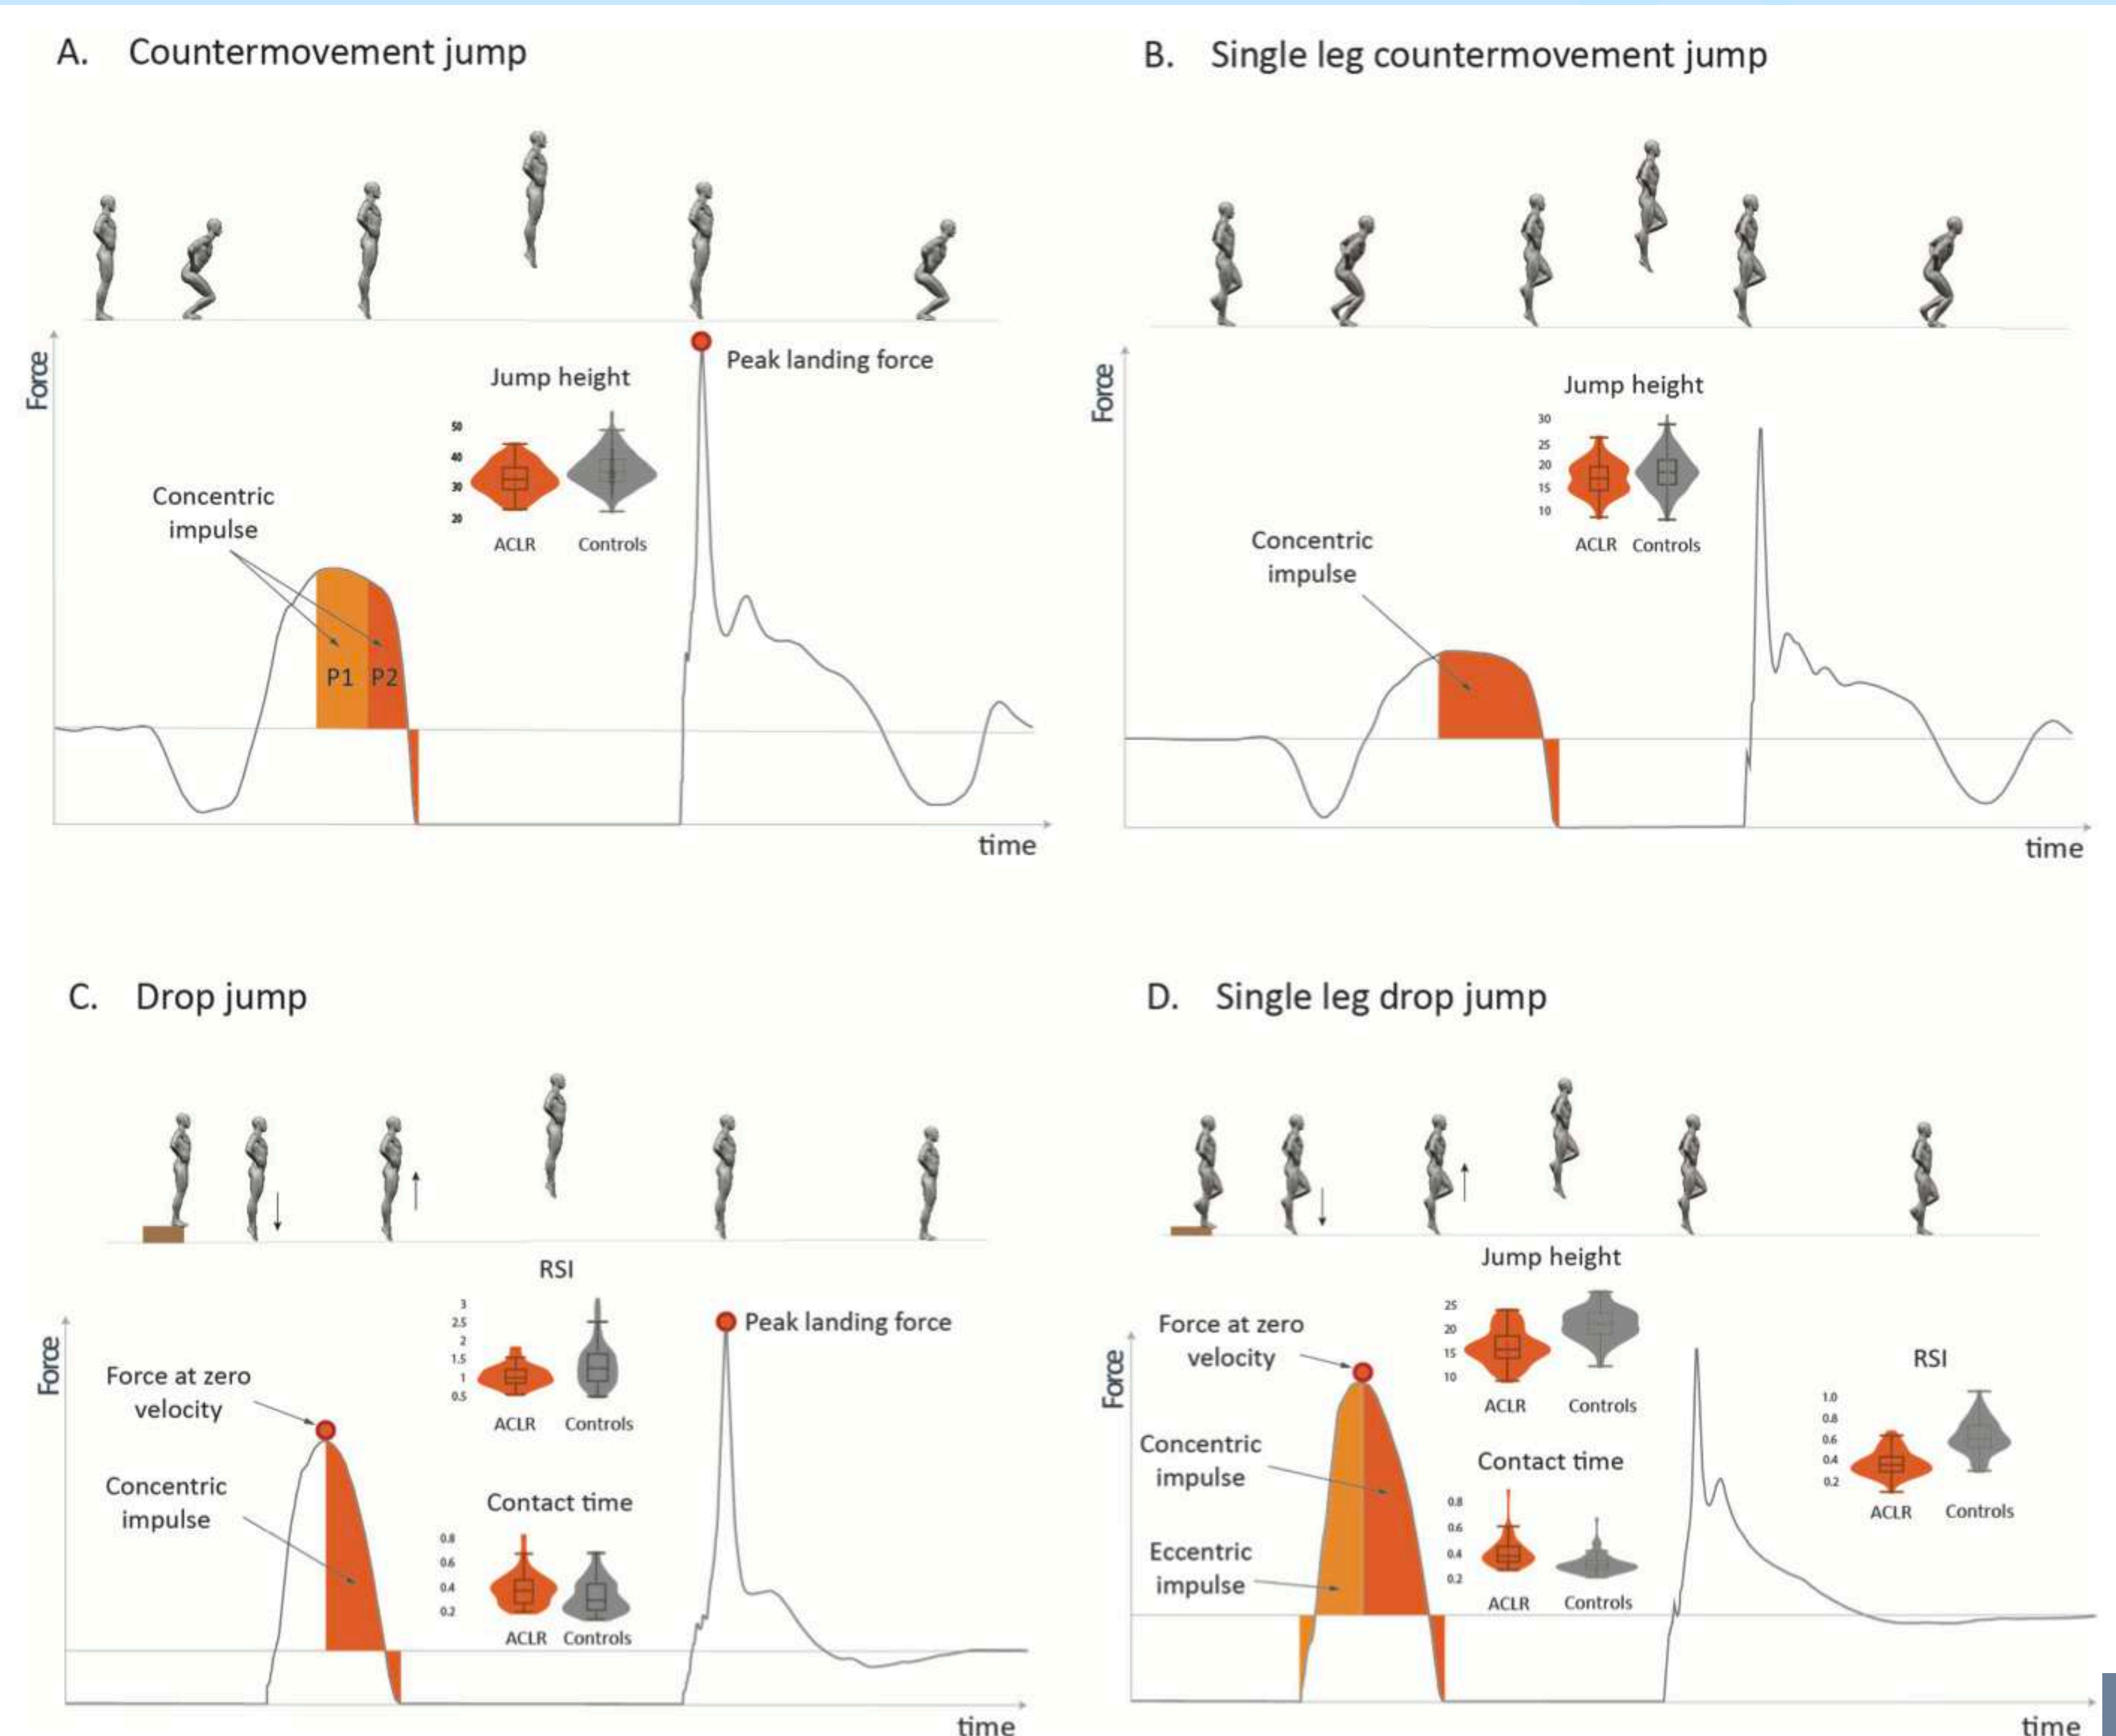 A. Countermovement jump
Force
Concentric
impulse
P1 P2
Jump height
50
40
30
20
ACLR Controls
Peak landing force
time
B. Single leg countermovement jump
Force
Concentric
impulse
Jump height
30
25
20
15
10
ACLR Controls
time
C. Drop jump
Force
Force at zero
velocity
Concentric
impulse
RSI
3
2.5
2
1.5
1
0.5
ACLR Controls
Contact time
0.8
0.6
0.4
0.2
ACLR Controls
Peak landing force
time
D. Single leg drop jump
Force
Force at zero
velocity
Concentric
impulse
Eccentric
impulse
Jump height
25
20
15
10
ACLR Controls
Contact time
0.8
0.6
0.4
0.2
ACLR Controls
RSI
1.0
0.8
0.6
0.4
0.2
ACLR Controls
time